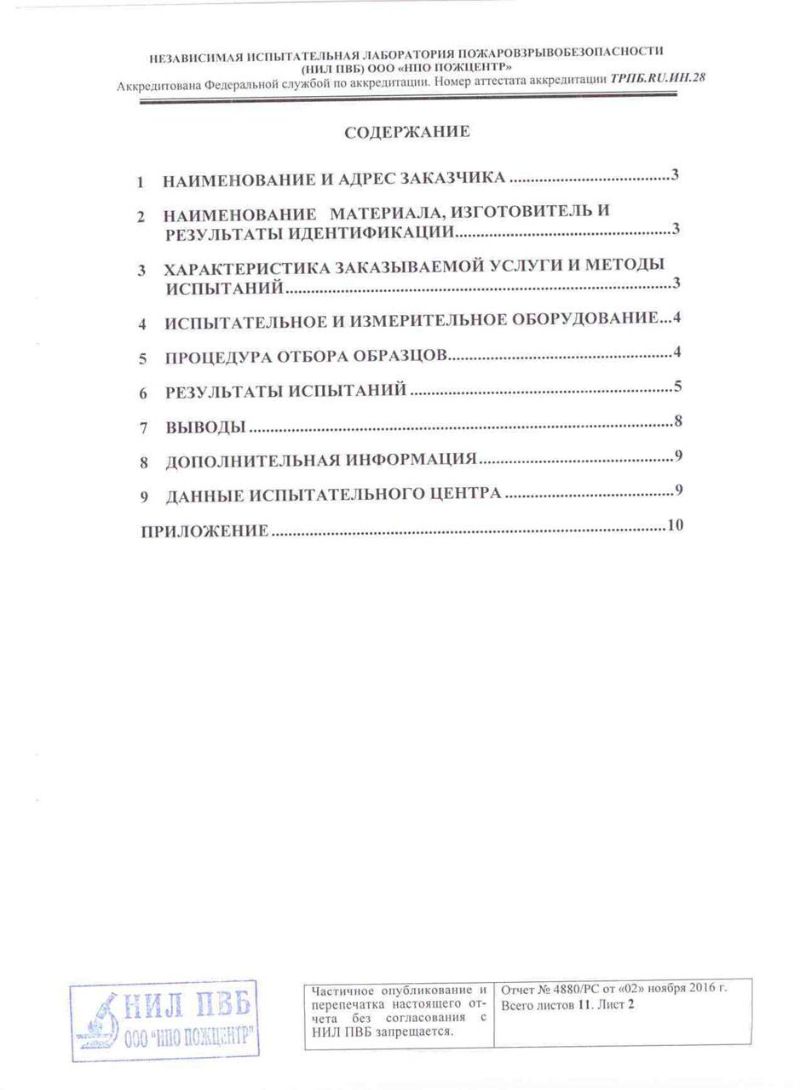 НЕЗАВИСИМАЯ ИСПЫТАТЕЛЬНАЯ ЛАБОРАТОРИЯ ПОЖАРОВЗРЫВОБЕЗОПАСНОСТИ
(НИЛ ПВБ) ООО «НПО ПОЖЦЕНТР»
Аккредитована Федеральной службой по аккредитации. Номер аттестата аккредитации ТРПБ.RU.ИН.28
СОДЕРЖАНИЕ
1 НАИМЕНОВАНИЕ И АДРЕС ЗАКАЗЧИКА.......................................3
2 НАИМЕНОВАНИЕ МАТЕРИАЛА, ИЗГОТОВИТЕЛЬ И
РЕЗУЛЬТАТЫ ИДЕНТИФИКАЦИИ.....................................................3
3 ХАРАКТЕРИСТИКА ЗАКАЗЫВАЕМОЙ УСЛУГИ И МЕТОДЫ
ИСПЫТАНИЙ...............................................................................................3
4 ИСПЫТАТЕЛЬНОЕ И ИЗМЕРИТЕЛЬНОЕ ОБОРУДОВАНИЕ...4
5 ПРОЦЕДУРА ОТБОРА ОБРАЗЦОВ.......................................................4
6 РЕЗУЛЬТАТЫ ИСПЫТАНИЙ................................................................5
7 ВЫВОДЫ........................................................................................................8
8 ДОПОЛНИТЕЛЬНАЯ ИНФОРМАЦИЯ................................................9
9 ДАННЫЕ ИСПЫТАТЕЛЬНОГО ЦЕНТРА.........................................9
ПРИЛОЖЕНИЕ................................................................................................10
НИЛ ПВБ
ООО "НПО ПОЖЦЕНТР"
Частичное опубликование и
перепечатка настоящего от-
чета без согласования с
НИЛ ПВБ запрещается.
Отчет № 4880/РС от «02» ноября 2016 г.
Всего листов 11. Лист 2